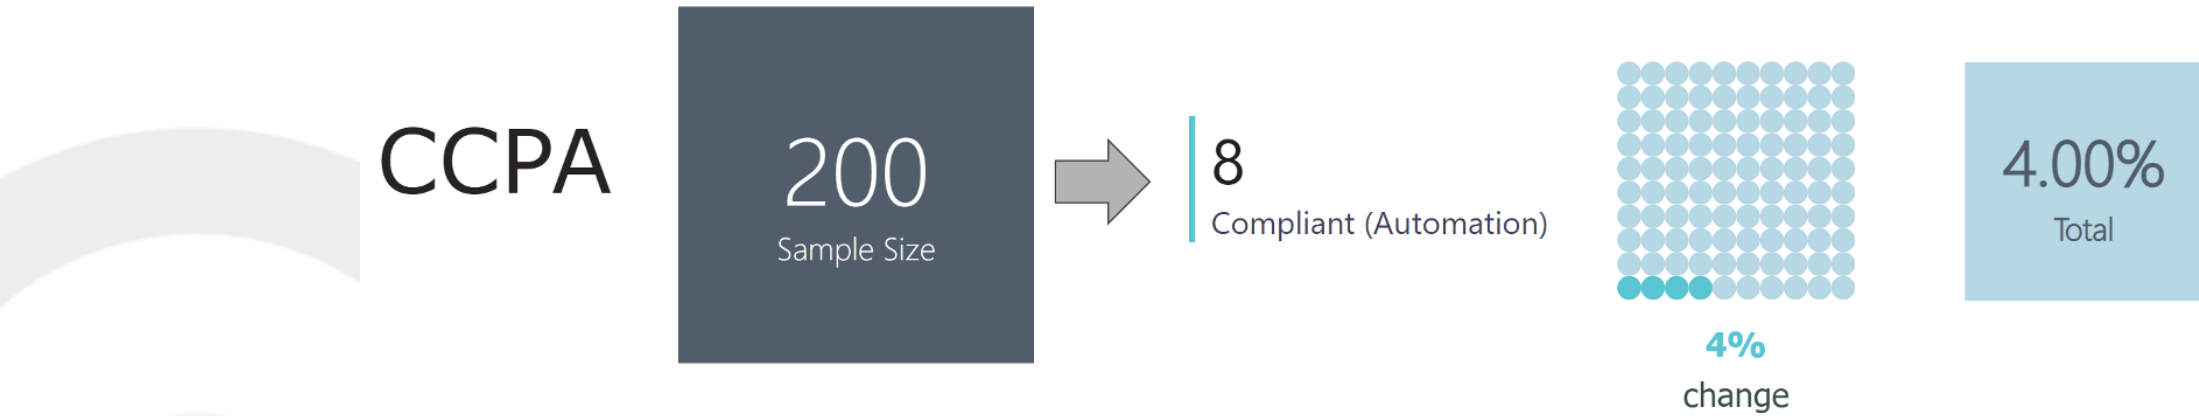 CCPA
200
Sample Size
8
Compliant (Automation)
4%
change
4.00%
Total